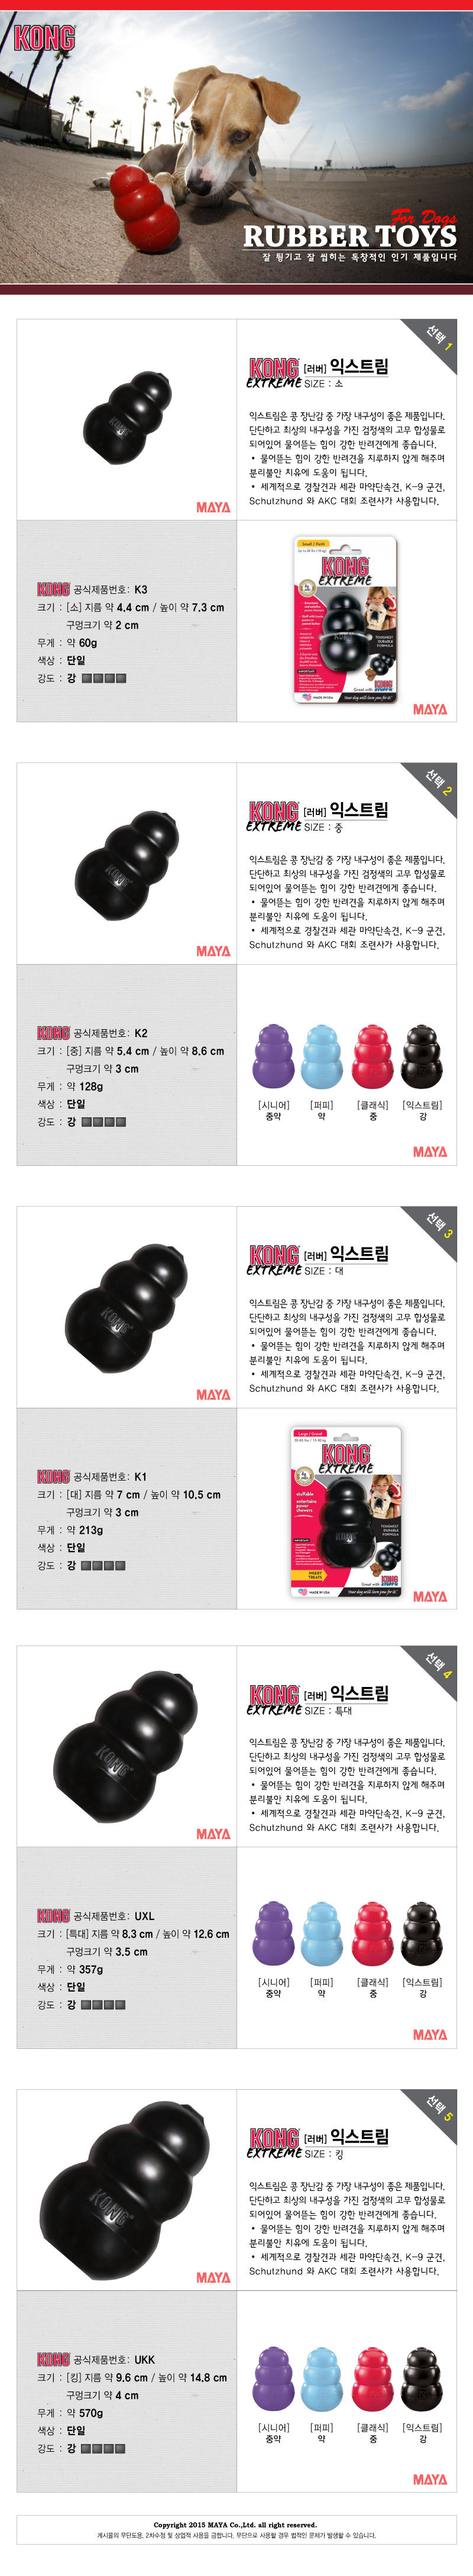 KONG
For Dogs
RUBBER TOYS
잘 튕기고 잘 씹히는 독창적인 인기 제품입니다
선택 1
KONG EXTREME [러버] 익스트림
SIZE : 소
익스트림은 콩 장난감 중 가장 내구성이 좋은 제품입니다.
단단하고 최상의 내구성을 가진 검정색의 고무 합성물로
되어있어 물어뜯는 힘이 강한 반려견에게 좋습니다.
• 물어뜯는 힘이 강한 반려견을 지루하지 않게 해주며
분리불안 치유에 도움이 됩니다.
• 세계적으로 경찰견과 세관 마약단속견, K-9 군견,
Schutzhund 와 AKC 대회 조련사가 사용합니다.
MAYA
KONG 공식제품번호: K3
크기 : [소] 지름 약 4.4 cm / 높이 약 7.3 cm
구멍크기 약 2 cm
무게 : 약 60g
색상 : 단일
강도 : 강
Small / Petit
KONG
EXTREME
TOUGHEST
DURABLE
FORMULA
Great with
MADE IN USA
MAYA
선택 2
KONG EXTREME [러버] 익스트림
SIZE : 중
익스트림은 콩 장난감 중 가장 내구성이 좋은 제품입니다.
단단하고 최상의 내구성을 가진 검정색의 고무 합성물로
되어있어 물어뜯는 힘이 강한 반려견에게 좋습니다.
• 물어뜯는 힘이 강한 반려견을 지루하지 않게 해주며
분리불안 치유에 도움이 됩니다.
• 세계적으로 경찰견과 세관 마약단속견, K-9 군견,
Schutzhund 와 AKC 대회 조련사가 사용합니다.
KONG
MAYA
KONG 공식제품번호: K2
크기 : [중] 지름 약 5.4 cm / 높이 약 8.6 cm
구멍크기 약 3 cm
무게 : 약 128g
색상 : 단일
강도 : 강
[시니어] [퍼피] [클래식] [익스트림]
중약 약 중 강
MAYA
선택 3
KONG EXTREME [러버] 익스트림
SIZE : 대
익스트림은 콩 장난감 중 가장 내구성이 좋은 제품입니다.
단단하고 최상의 내구성을 가진 검정색의 고무 합성물로
되어있어 물어뜯는 힘이 강한 반려견에게 좋습니다.
• 물어뜯는 힘이 강한 반려견을 지루하지 않게 해주며
분리불안 치유에 도움이 됩니다.
• 세계적으로 경찰견과 세관 마약단속견, K-9 군견,
Schutzhund 와 AKC 대회 조련사가 사용합니다.
KONG
MAYA
KONG 공식제품번호: K1
크기 : [대] 지름 약 7 cm / 높이 약 10.5 cm
구멍크기 약 3 cm
무게 : 약 213g
색상 : 단일
강도 : 강
Large / Grand
KONG
EXTREME
TOUGHEST
DURABLE
FORMULA
INSERT
TREATS
Great with
MADE IN USA
MAYA
선택 4
KONG EXTREME [러버] 익스트림
SIZE : 특대
익스트림은 콩 장난감 중 가장 내구성이 좋은 제품입니다.
단단하고 최상의 내구성을 가진 검정색의 고무 합성물로
되어있어 물어뜯는 힘이 강한 반려견에게 좋습니다.
• 물어뜯는 힘이 강한 반려견을 지루하지 않게 해주며
분리불안 치유에 도움이 됩니다.
• 세계적으로 경찰견과 세관 마약단속견, K-9 군견,
Schutzhund 와 AKC 대회 조련사가 사용합니다.
KONG
MAYA
KONG 공식제품번호: UXL
크기 : [특대] 지름 약 8.3 cm / 높이 약 12.6 cm
구멍크기 약 3.5 cm
무게 : 약 357g
색상 : 단일
강도 : 강
[시니어] [퍼피] [클래식] [익스트림]
중약 약 중 강
MAYA
선택 5
KONG EXTREME [러버] 익스트림
SIZE : 킹
익스트림은 콩 장난감 중 가장 내구성이 좋은 제품입니다.
단단하고 최상의 내구성을 가진 검정색의 고무 합성물로
되어있어 물어뜯는 힘이 강한 반려견에게 좋습니다.
• 물어뜯는 힘이 강한 반려견을 지루하지 않게 해주며
분리불안 치유에 도움이 됩니다.
• 세계적으로 경찰견과 세관 마약단속견, K-9 군견,
Schutzhund 와 AKC 대회 조련사가 사용합니다.
KONG
MAYA
KONG 공식제품번호: UKK
크기 : [킹] 지름 약 9.6 cm / 높이 약 14.8 cm
구멍크기 약 4 cm
무게 : 약 570g
색상 : 단일
강도 : 강
[시니어] [퍼피] [클래식] [익스트림]
중약 약 중 강
MAYA
Copyright 2015 MAYA Co.,Ltd. all right reserved.
게시물의 무단도용, 2차수정 및 상업적 사용을 금합니다. 무단으로 사용할 경우 법적인 문제가 발생할 수 있습니다.